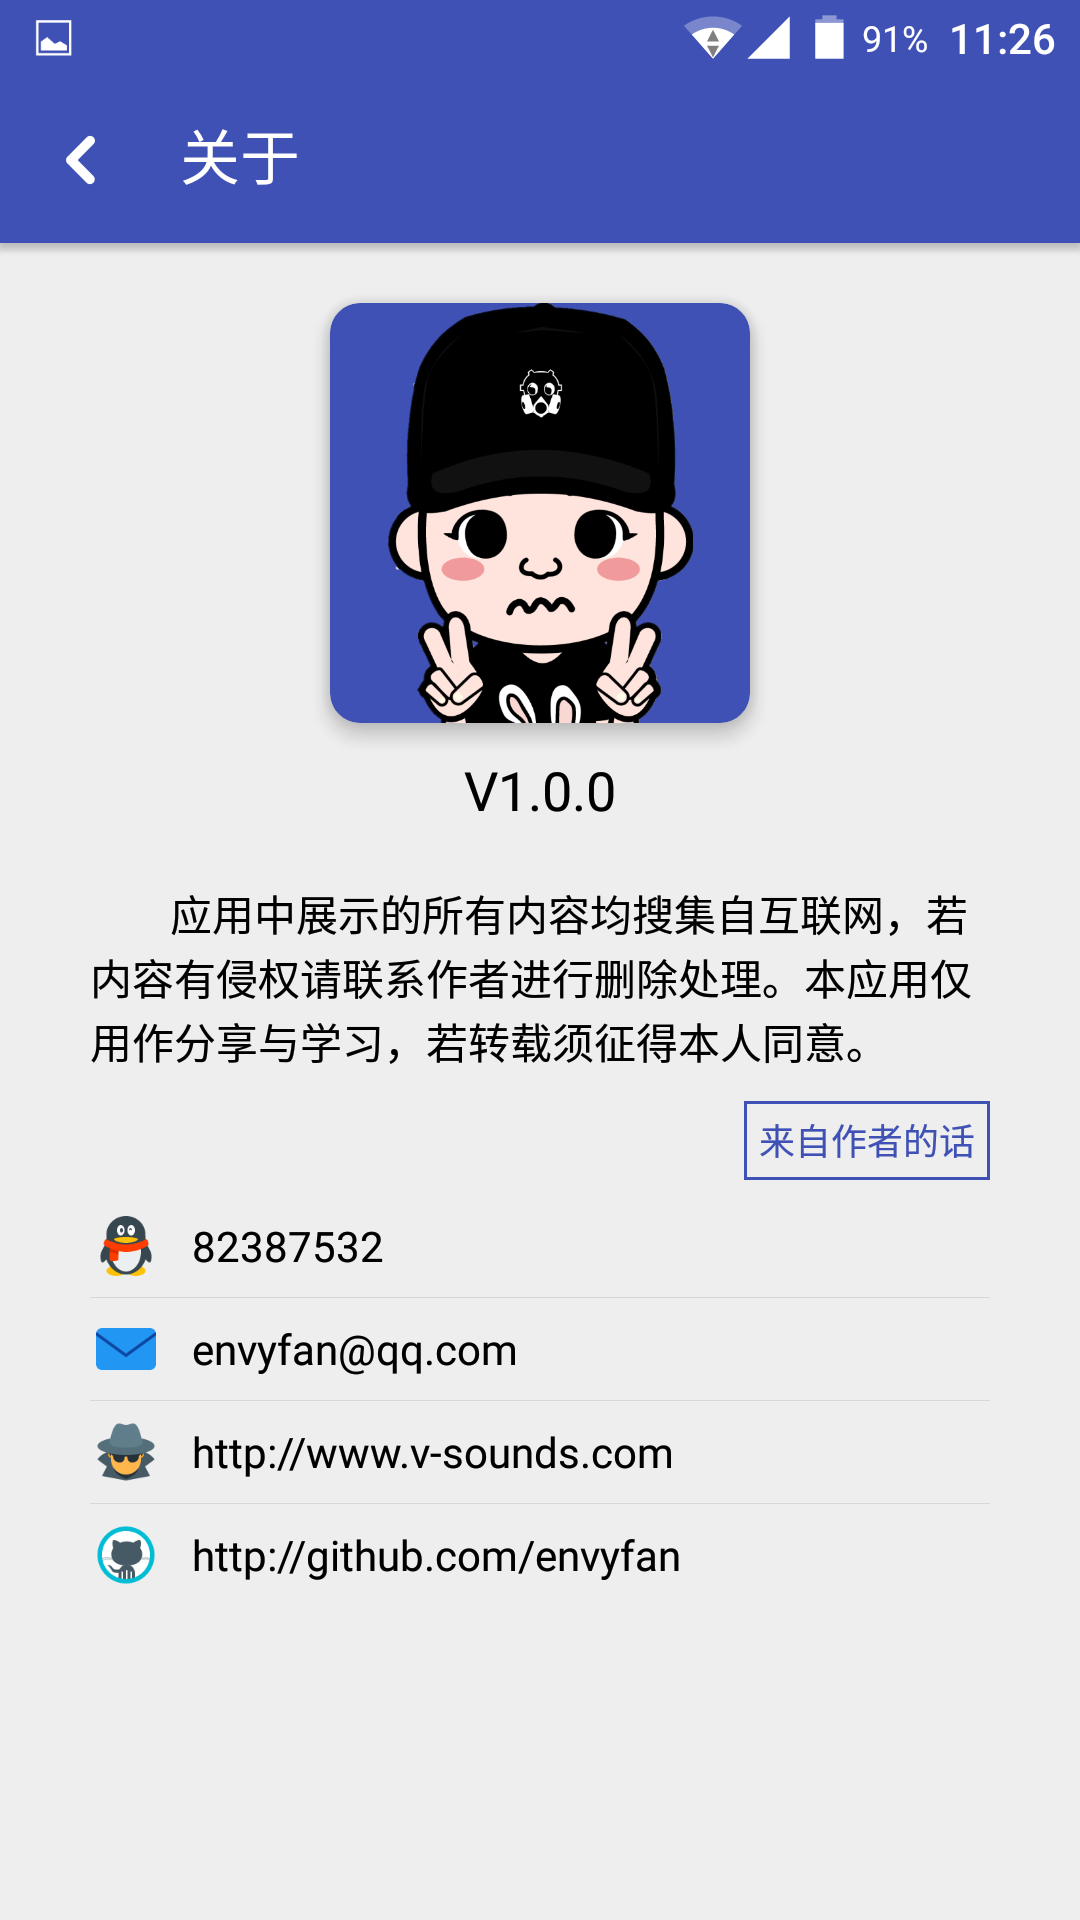 91% 11:26
关于
V1.0.0
应用中展示的所有内容均搜集自互联网，若
内容有侵权请联系作者进行删除处理。本应用仅
用作分享与学习，若转载须征得本人同意。
来自作者的话
82387532
envyfan@qq.com
http://www.v-sounds.com
http://github.com/envyfan